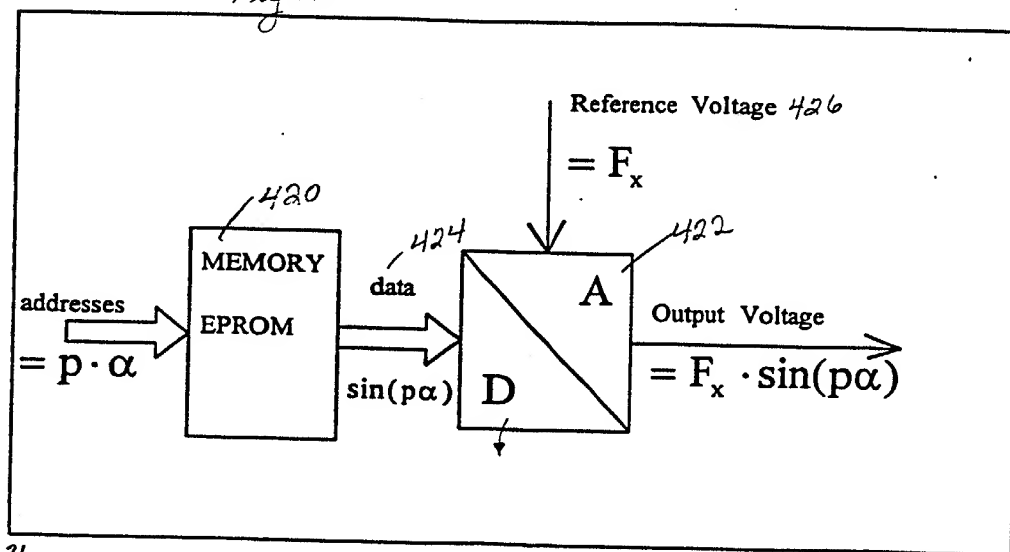 Reference Voltage 426
= Fx
420
424
422
MEMORY
data
A
addresses
EPROM
Output Voltage
= p · α
sin(pα)
D
= Fx · sin(pα)